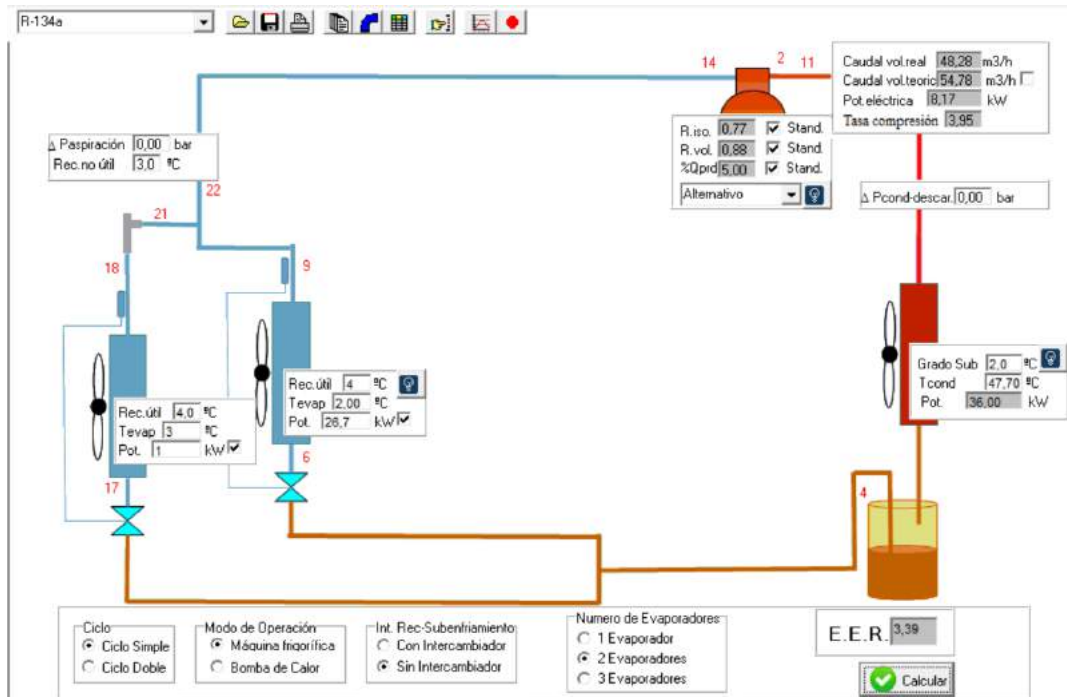 R-134a
14 2 11
Caudal vol.real 48,28 m3/h
Caudal vol.teoric 54,78 m3/h
Pot.eléctrica 8,17 kW
Tasa compresión 3,95
Δ Paspiración 0,00 bar
Rec.no útil 3,0 ºC
R.iso. 0,77 Stand.
R.vol. 0,88 Stand.
%Qprd 5,00 Stand.
Alternativo
Δ Pcond-descar. 0,00 bar
22
21
18
9
Rec.útil 4 ºC
Tevap 2,00 ºC
Pot. 26,7 kW
Grado Sub 2,0 ºC
Tcond 47,70 ºC
Pot. 36,00 kW
Rec.útil 4,0 ºC
Tevap 3 ºC
Pot. 1 kW
6
17
4
Ciclo
Ciclo Simple
Ciclo Doble
Modo de Operación
Máquina frigorífica
Bomba de Calor
Int. Rec-Subenfriamiento
Con Intercambiador
Sin Intercambiador
Numero de Evaporadores
1 Evaporador
2 Evaporadores
3 Evaporadores
E.E.R. 3,39
Calcular